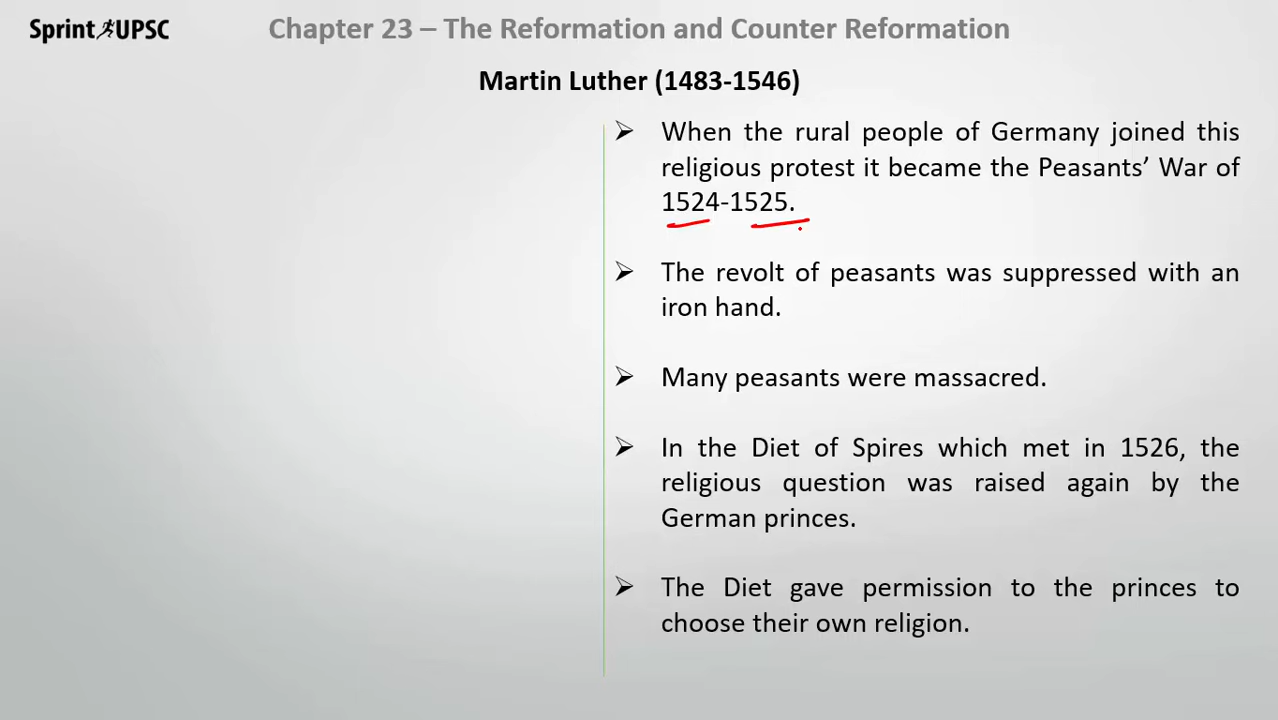 Sprint UPSC
Chapter 23 – The Reformation and Counter Reformation
Martin Luther (1483-1546)
➢ When the rural people of Germany joined this
religious protest it became the Peasants’ War of
1524-1525.
➢ The revolt of peasants was suppressed with an
iron hand.
➢ Many peasants were massacred.
➢ In the Diet of Spires which met in 1526, the
religious question was raised again by the
German princes.
➢ The Diet gave permission to the princes to
choose their own religion.